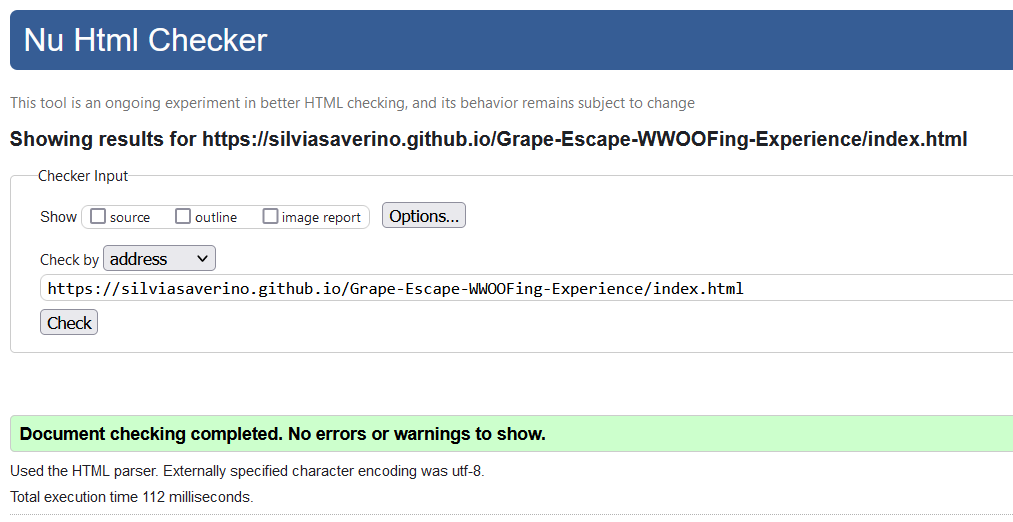 Nu Html Checker
This tool is an ongoing experiment in better HTML checking, and its behavior remains subject to change
Showing results for https://silviasaverino.github.io/Grape-Escape-WWOOFing-Experience/index.html
Checker Input
Show source outline image report Options...
Check by address
https://silviasaverino.github.io/Grape-Escape-WWOOFing-Experience/index.html
Check
Document checking completed. No errors or warnings to show.
Used the HTML parser. Externally specified character encoding was utf-8.
Total execution time 112 milliseconds.